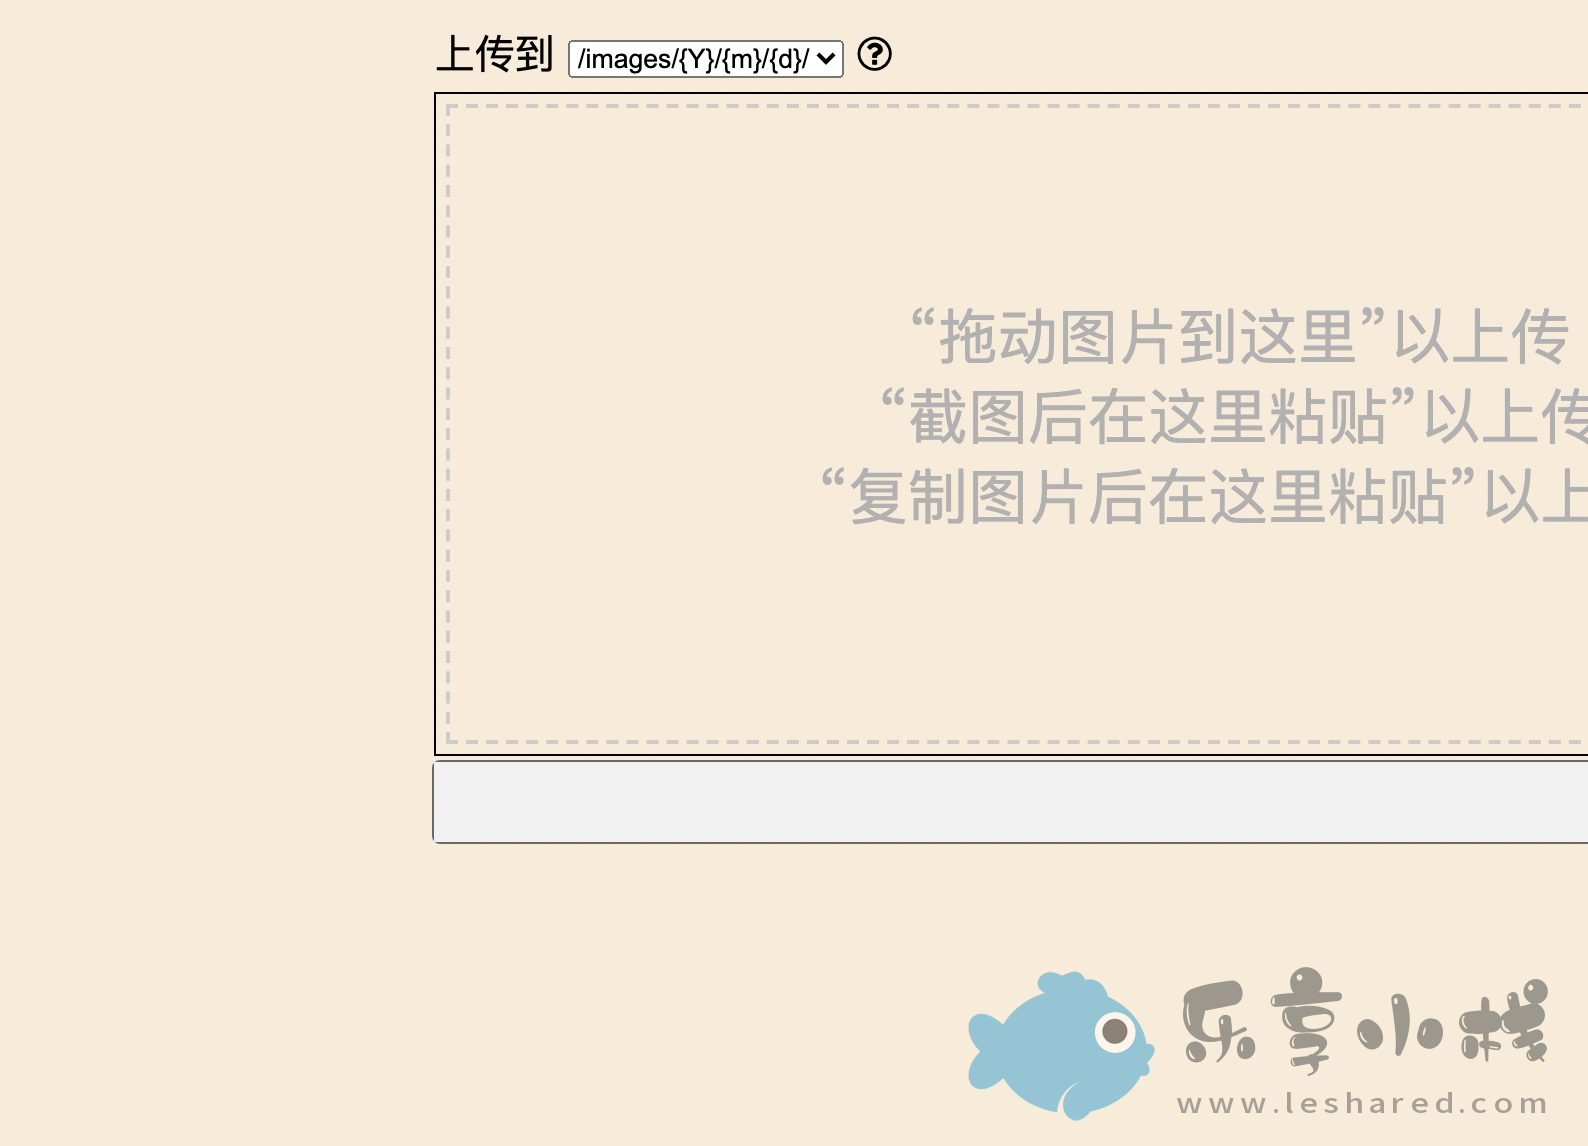 上传到 /images/{Y}/{m}/{d}/
“拖动图片到这里”以上传
“截图后在这里粘贴”以上传
“复制图片后在这里粘贴”以上
乐享小栈
www.leshared.com